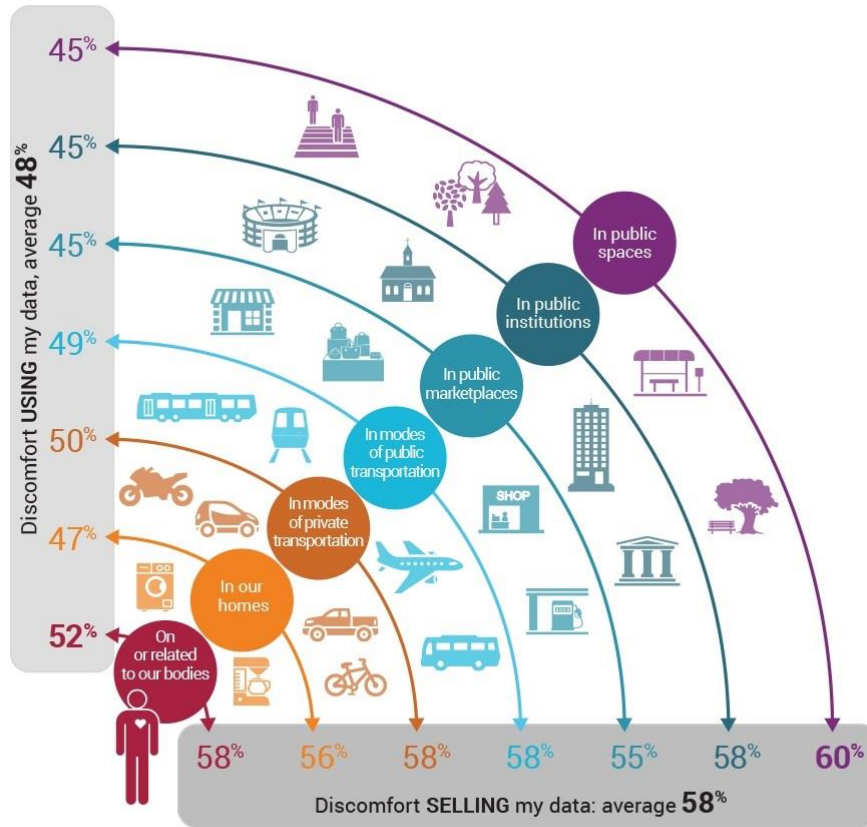 45%
45%
45%
49%
50%
47%
52%
Discomfort USING my data, average 48%
In public
spaces
In public
institutions
In public
marketplaces
In modes
of public
transportation
In modes
of private
transportation
In our
homes
On
or related
to our bodies
SHOP
58%
56%
58%
58%
55%
58%
60%
Discomfort SELLING my data: average 58%